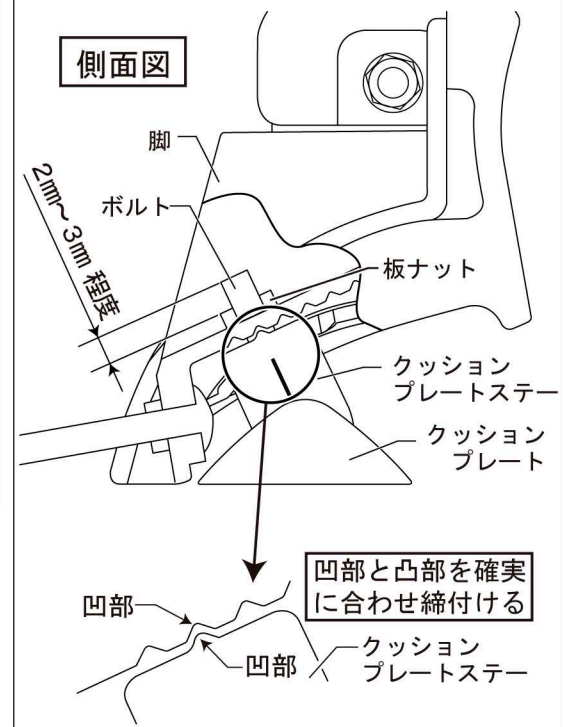 側面図
脚
ボルト
2㎜〜3㎜ 程度
板ナット
クッション
プレートステー
クッション
プレート
凹部と凸部を確実
に合わせ締付ける
凹部
凹部
クッション
プレートステー